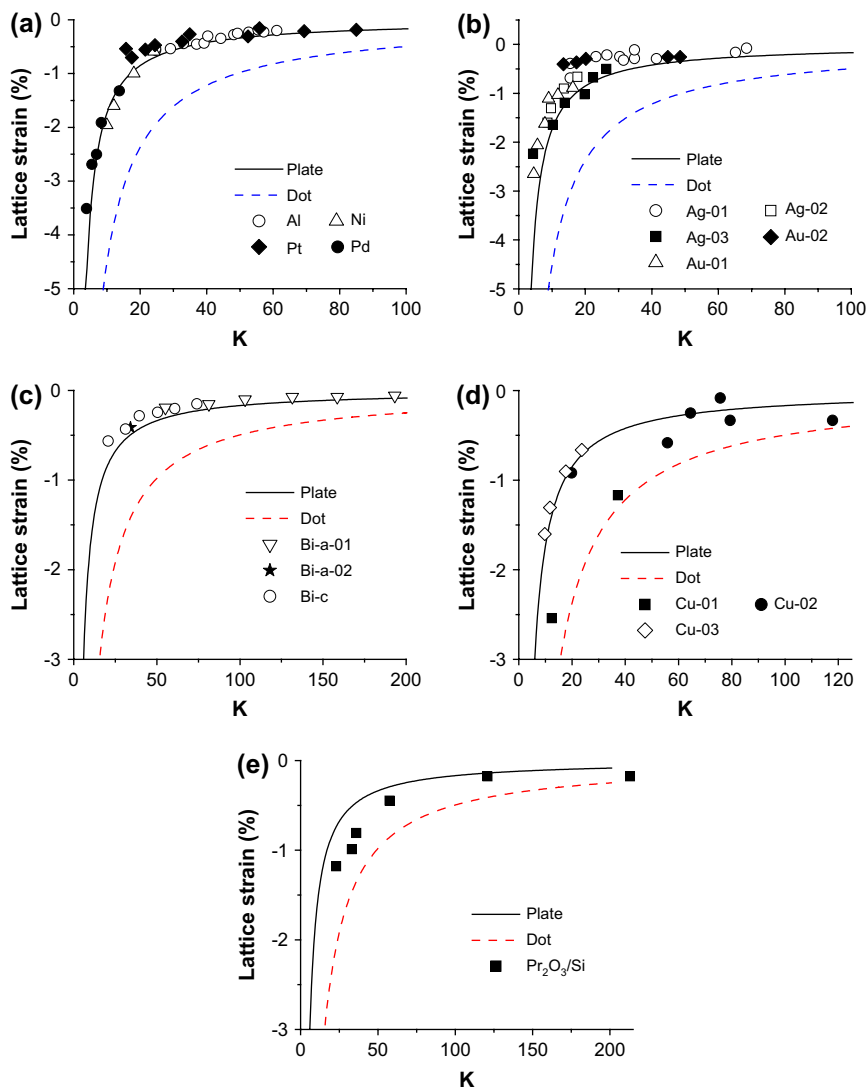 (a)
0
-1
-2
-3
-4
-5
Lattice strain (%)
Plate
Dot
Al
Ni
Pt
Pd
0 20 40 60 80 100
K
(b)
0
-1
-2
-3
-4
-5
Lattice strain (%)
Plate
Dot
Ag-01
Ag-02
Ag-03
Au-02
Au-01
0 20 40 60 80 100
K
(c)
0
-1
-2
-3
Lattice strain (%)
Plate
Dot
Bi-a-01
Bi-a-02
Bi-c
0 50 100 150 200
K
(d)
0
-1
-2
-3
Lattice strain (%)
Plate
Dot
Cu-01
Cu-02
Cu-03
0 20 40 60 80 100 120
K
(e)
0
-1
-2
-3
Lattice strain (%)
Plate
Dot
Pr₂O₃/Si
0 50 100 150 200
K